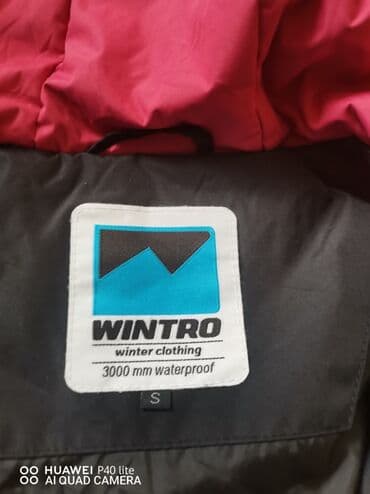 WINTRO
winter clothing
3000 mm waterproof
S
HUAWEI P40 lite
AI QUAD CAMERA